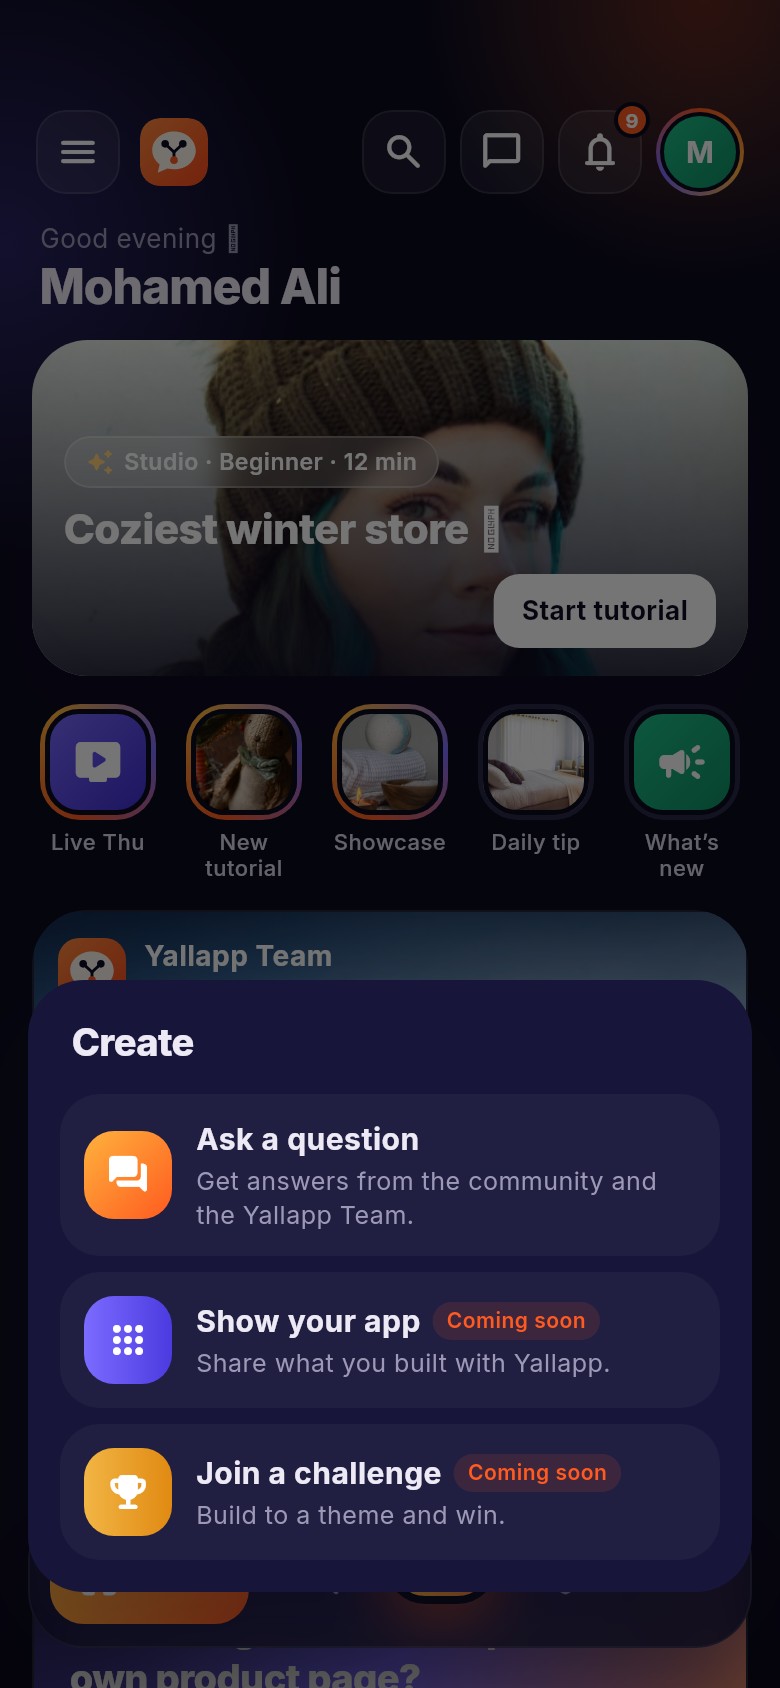 9
M
Good evening
Mohamed Ali
Studio · Beginner · 12 min
Coziest winter store
Start tutorial
Live Thu
New
tutorial
Showcase
Daily tip
What’s
new
Yallapp Team
Create
Ask a question
Get answers from the community and
the Yallapp Team.
Show your app
Coming soon
Share what you built with Yallapp.
Join a challenge
Coming soon
Build to a theme and win.
own product page?